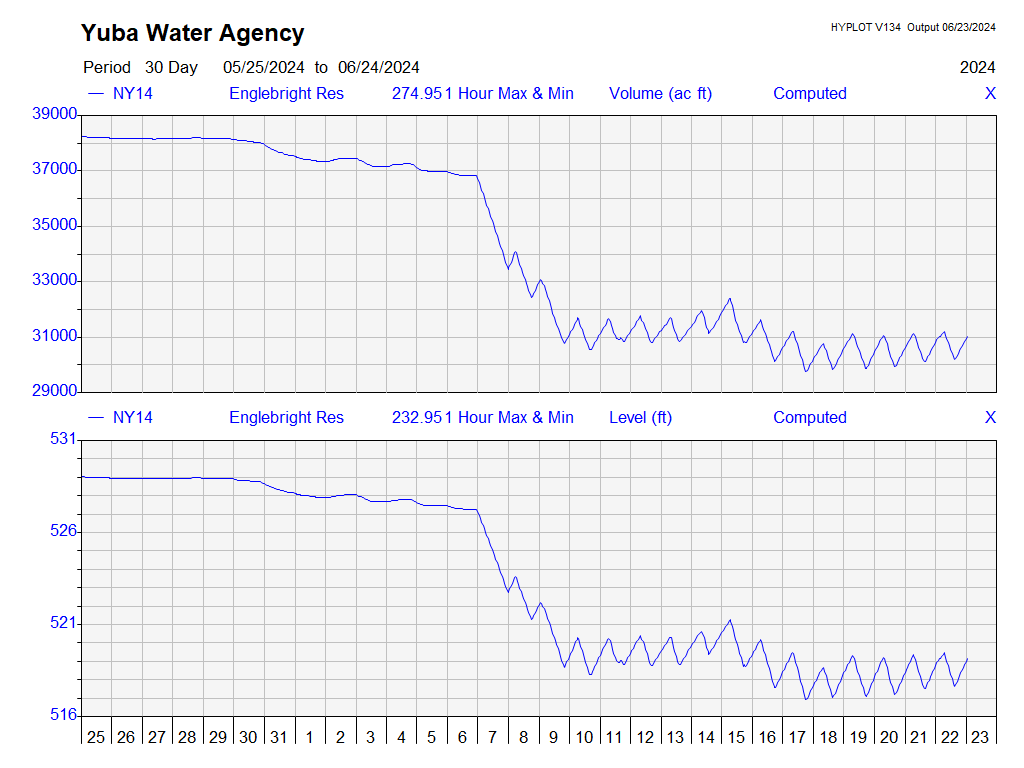 Yuba Water Agency
HYPLOT V134 Output 06/23/2024
Period 30 Day 05/25/2024 to 06/24/2024 2024
NY14 Englebright Res 274.951 Hour Max & Min Volume (ac ft) Computed X
39000
37000
35000
33000
31000
29000
NY14 Englebright Res 232.951 Hour Max & Min Level (ft) Computed X
531
526
521
516
25 26 27 28 29 30 31 1 2 3 4 5 6 7 8 9 10 11 12 13 14 15 16 17 18 19 20 21 22 23